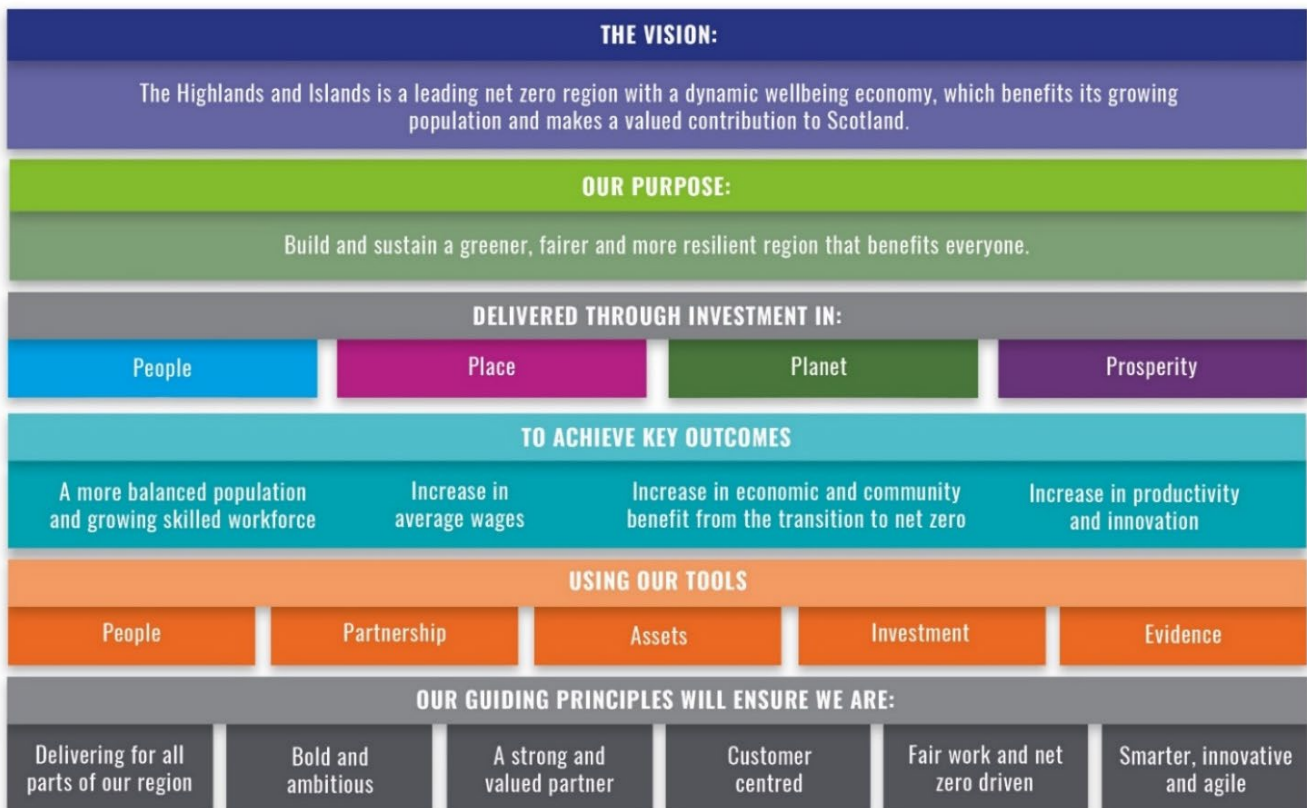 THE VISION:
The Highlands and Islands is a leading net zero region with a dynamic wellbeing economy, which benefits its growing
population and makes a valued contribution to Scotland.
OUR PURPOSE:
Build and sustain a greener, fairer and more resilient region that benefits everyone.
DELIVERED THROUGH INVESTMENT IN:
People
Place
Planet
Prosperity
TO ACHIEVE KEY OUTCOMES
A more balanced population
and growing skilled workforce
Increase in
average wages
Increase in economic and community
benefit from the transition to net zero
Increase in productivity
and innovation
USING OUR TOOLS
People
Partnership
Assets
Investment
Evidence
OUR GUIDING PRINCIPLES WILL ENSURE WE ARE:
Delivering for all
parts of our region
Bold and
ambitious
A strong and
valued partner
Customer
centred
Fair work and net
zero driven
Smarter, innovative
and agile